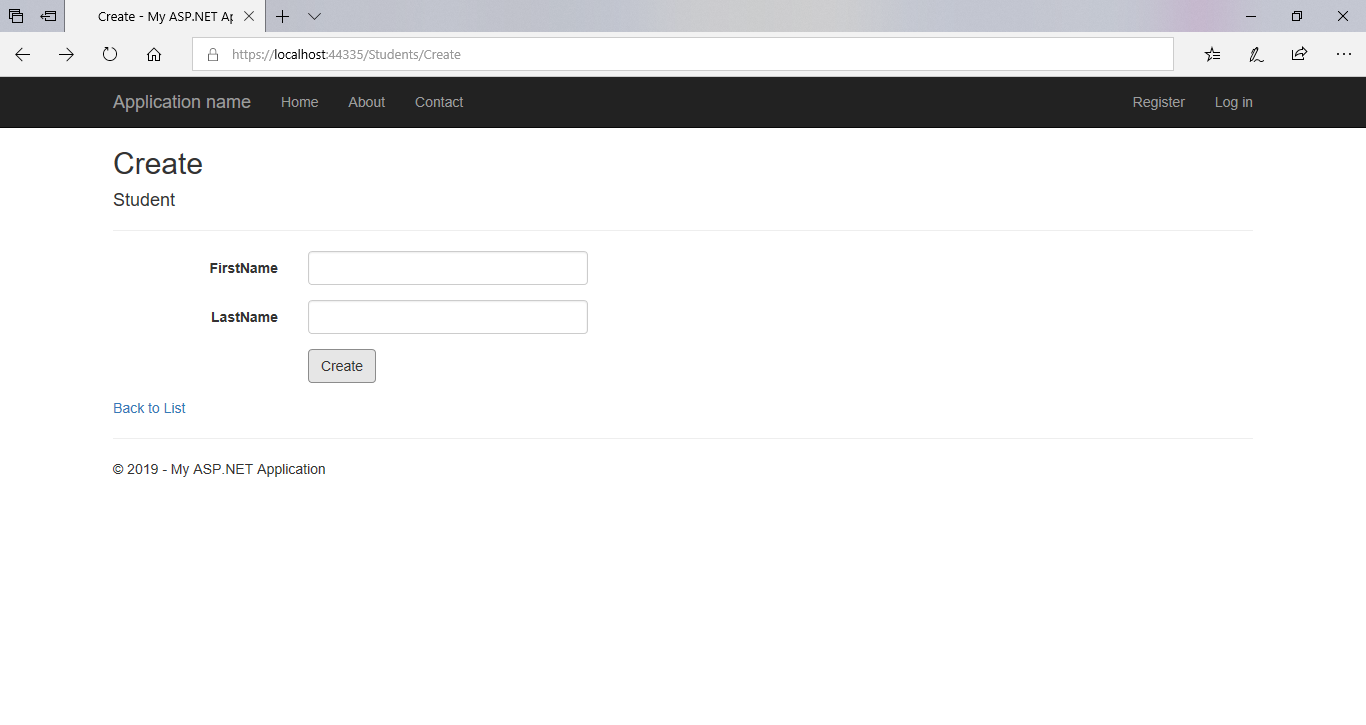 Create - My ASP.NET Ap
https://localhost:44335/Students/Create
Application name Home About Contact Register Log in
Create
Student
FirstName
LastName
Create
Back to List
© 2019 - My ASP.NET Application